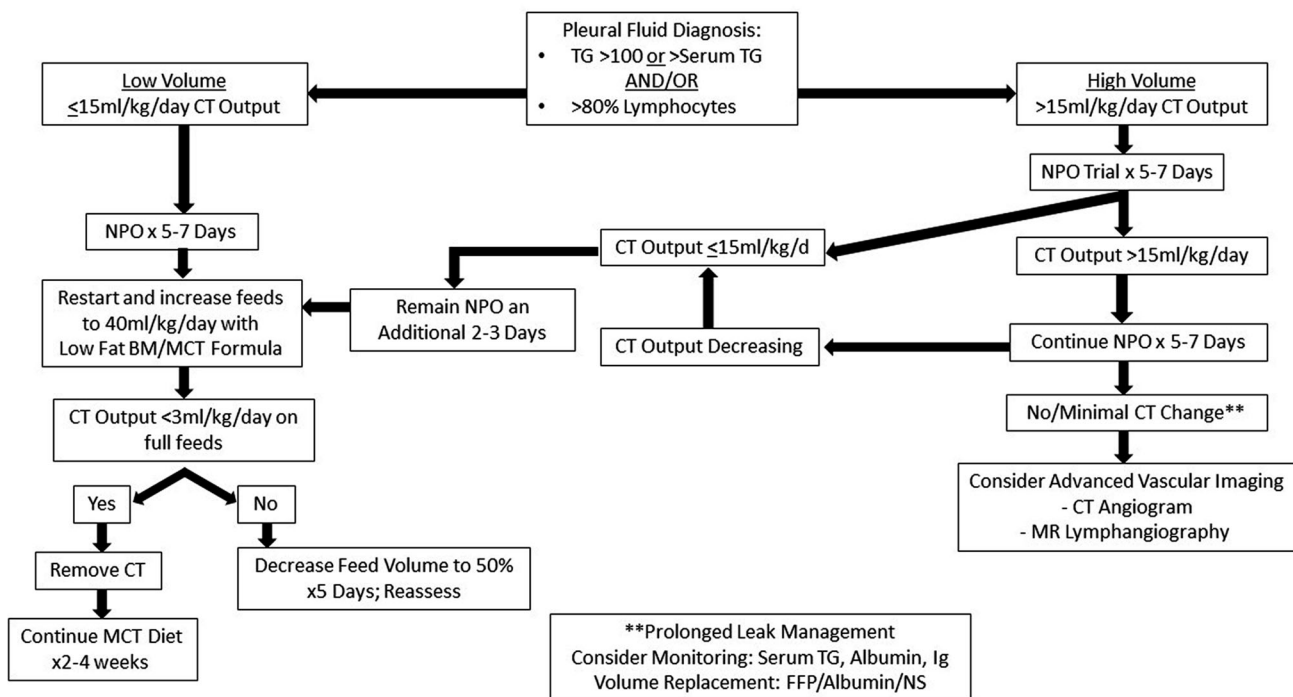 Pleural Fluid Diagnosis:
• TG >100 or >Serum TG
AND/OR
• >80% Lymphocytes
Low Volume
≤15ml/kg/day CT Output
High Volume
>15ml/kg/day CT Output
NPO Trial x 5-7 Days
NPO x 5-7 Days
CT Output ≤15ml/kg/d
CT Output >15ml/kg/day
Restart and increase feeds
to 40ml/kg/day with
Low Fat BM/MCT Formula
Remain NPO an
Additional 2-3 Days
CT Output Decreasing
Continue NPO x 5-7 Days
CT Output <3ml/kg/day on
full feeds
No/Minimal CT Change**
Yes
No
Consider Advanced Vascular Imaging
- CT Angiogram
- MR Lymphangiography
Remove CT
Decrease Feed Volume to 50%
x5 Days; Reassess
Continue MCT Diet
x2-4 weeks
**Prolonged Leak Management
Consider Monitoring: Serum TG, Albumin, Ig
Volume Replacement: FFP/Albumin/NS